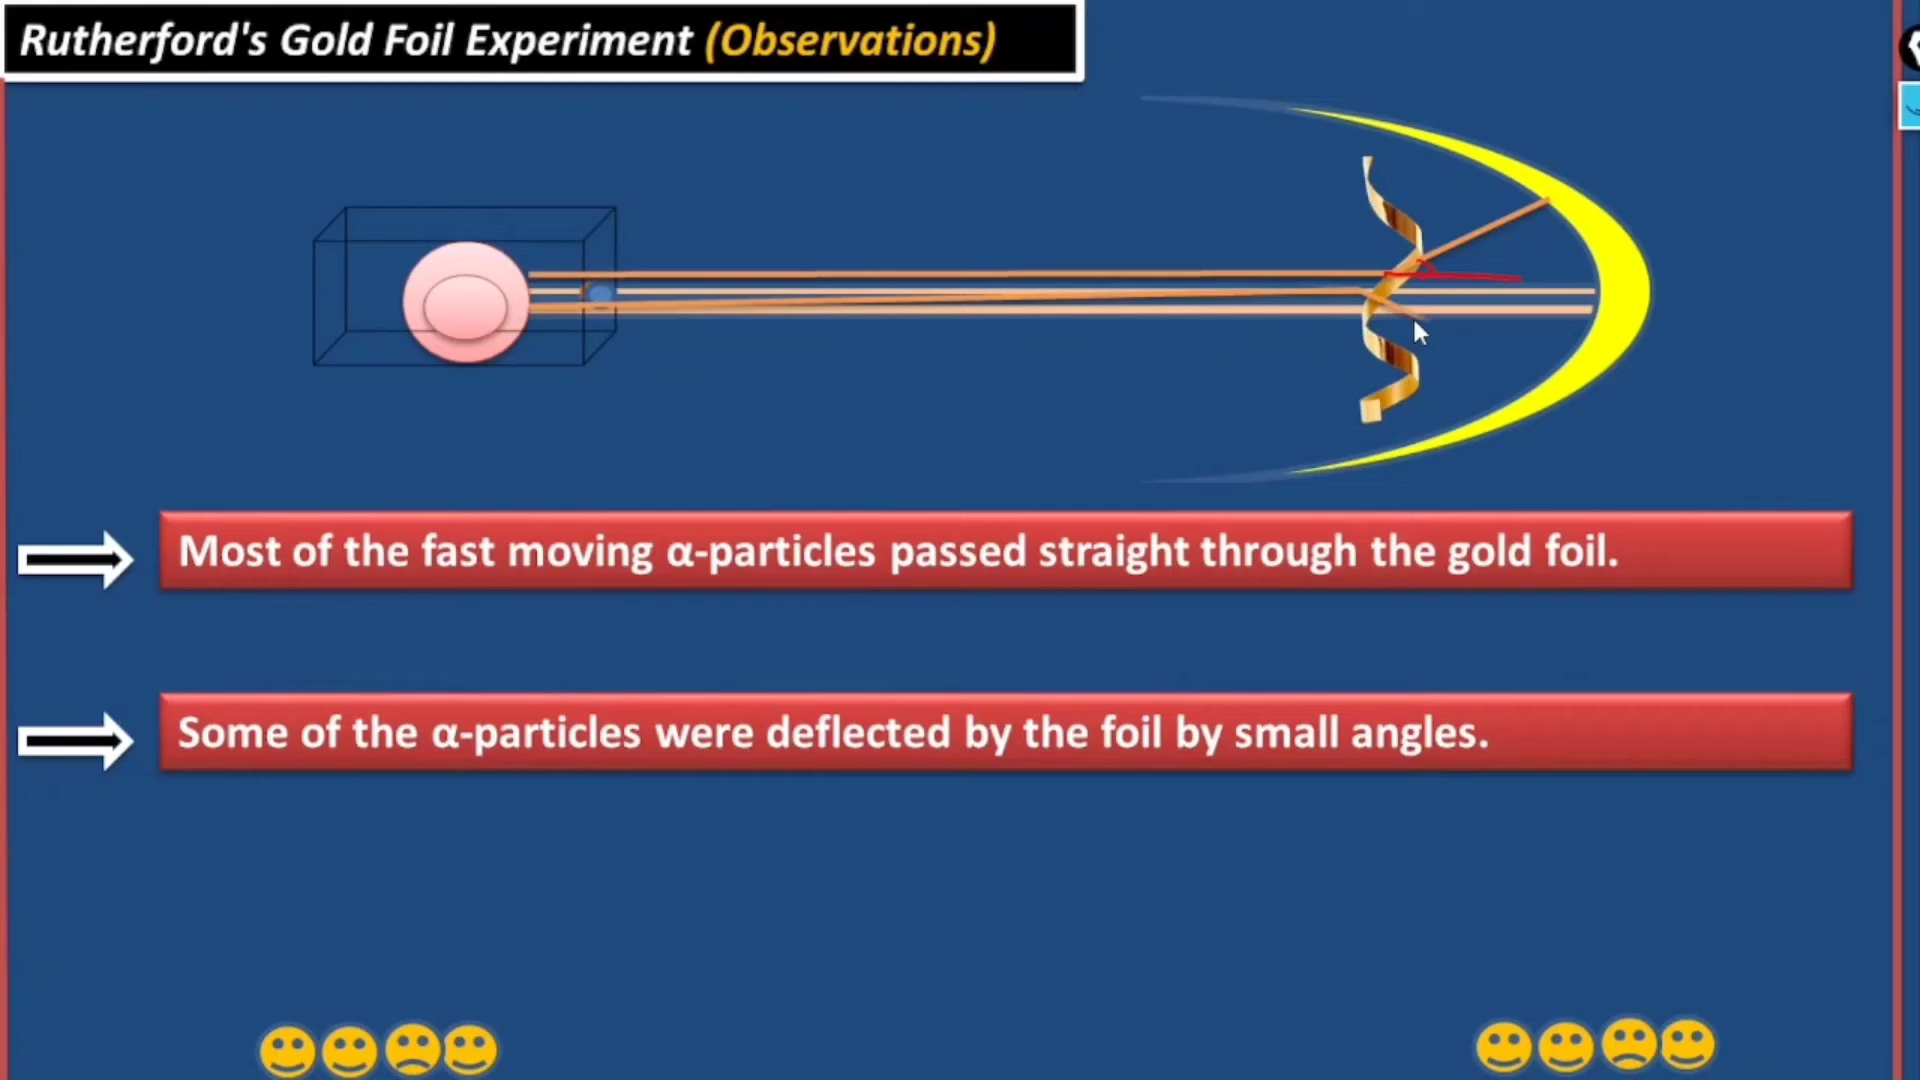 Rutherford's Gold Foil Experiment (Observations)
Most of the fast moving α-particles passed straight through the gold foil.
Some of the α-particles were deflected by the foil by small angles.